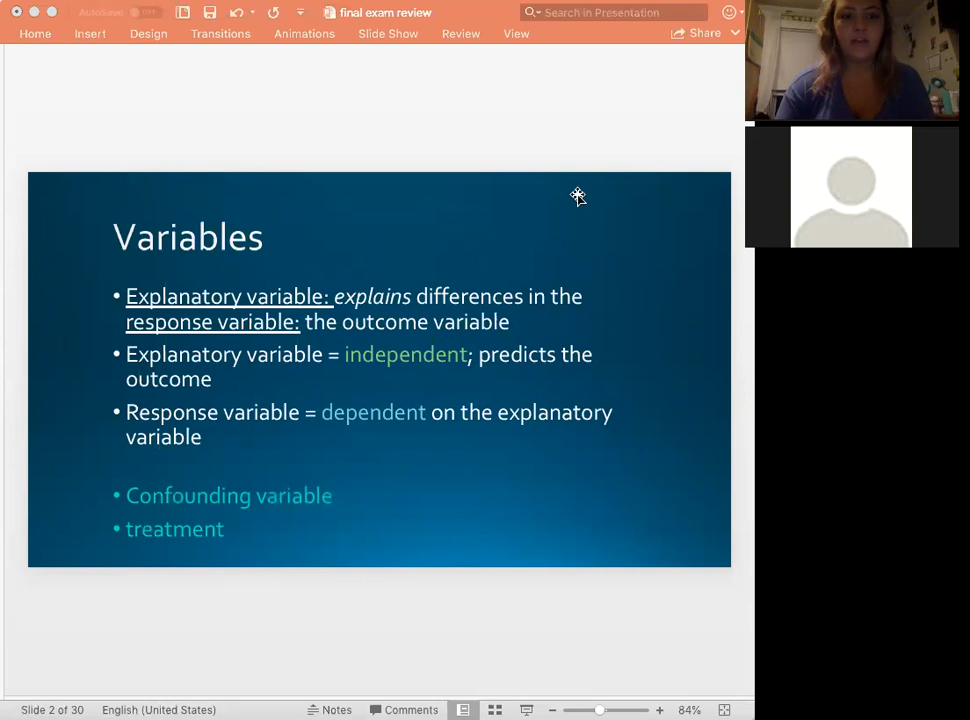 AutoSave
OFF
final exam review
Search in Presentation
Home
Insert
Design
Transitions
Animations
Slide Show
Review
View
Share
Variables
• Explanatory variable: explains differences in the
response variable: the outcome variable
• Explanatory variable = independent; predicts the
outcome
• Response variable = dependent on the explanatory
variable
• Confounding variable
• treatment
Slide 2 of 30
English (United States)
Notes
Comments
84%